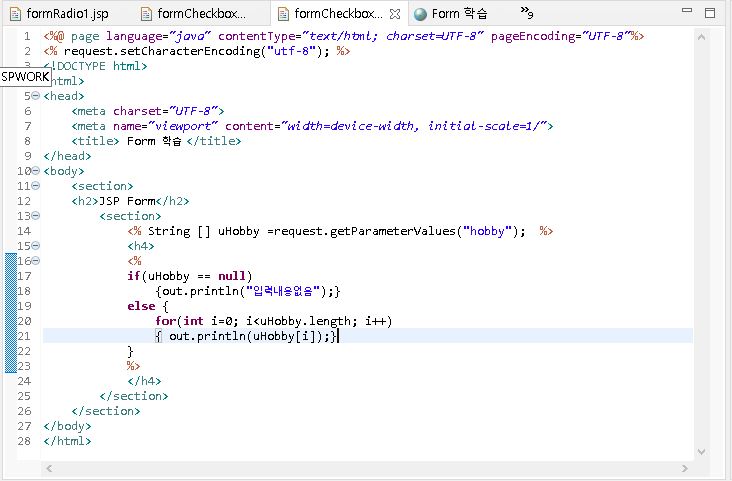 formRadio1.jsp formCheckbox... formCheckbox... Form 학습 »9
1 <%@ page language="java" contentType="text/html; charset=UTF-8" pageEncoding="UTF-8"%>
2 <% request.setCharacterEncoding("utf-8"); %>
<!DOCTYPE html>
SPWORK html>
5 <head>
6 <meta charset="UTF-8">
7 <meta name="viewport" content="width=device-width, initial-scale=1/">
8 <title> Form 학습 </title>
9 </head>
10 <body>
11 <section>
12 <h2>JSP Form</h2>
13 <section>
14 <% String [] uHobby =request.getParameterValues("hobby"); %>
15 <h4>
16 <%
17 if(uHobby == null)
18 {out.println("입력내용없음");}
19 else {
20 for(int i=0; i<uHobby.length; i++)
21 { out.println(uHobby[i]);}
22 }
23 %>
24 </h4>
25 </section>
26 </section>
27 </body>
28 </html>